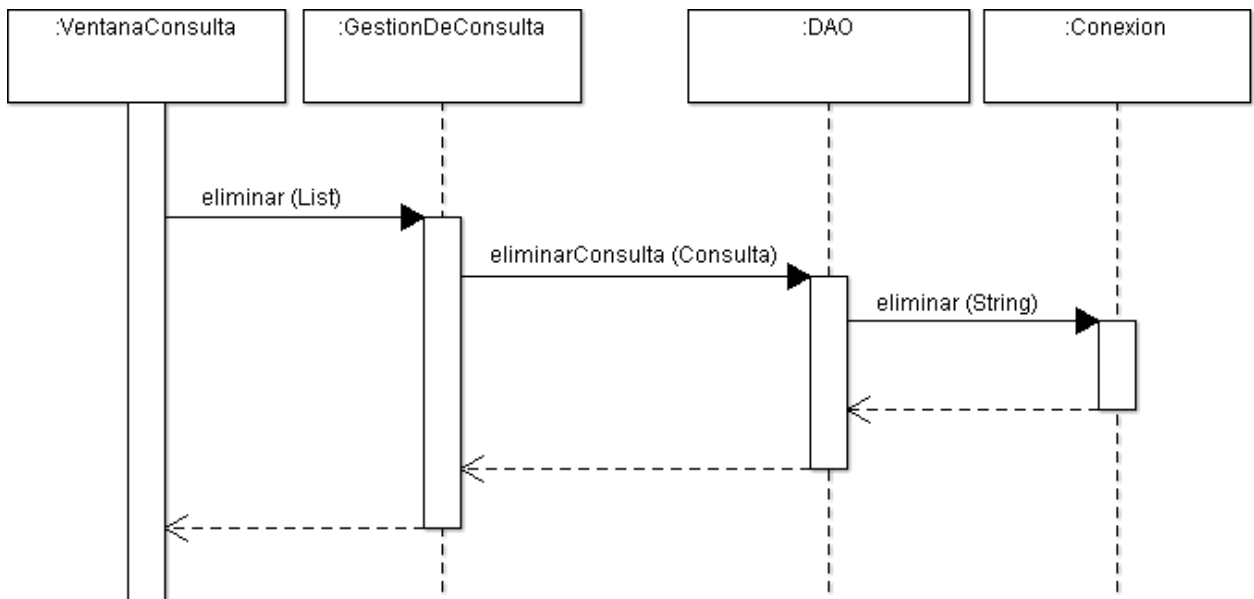 :VentanaConsulta
:GestionDeConsulta
:DAO
:Conexion
eliminar (List)
eliminarConsulta (Consulta)
eliminar (String)